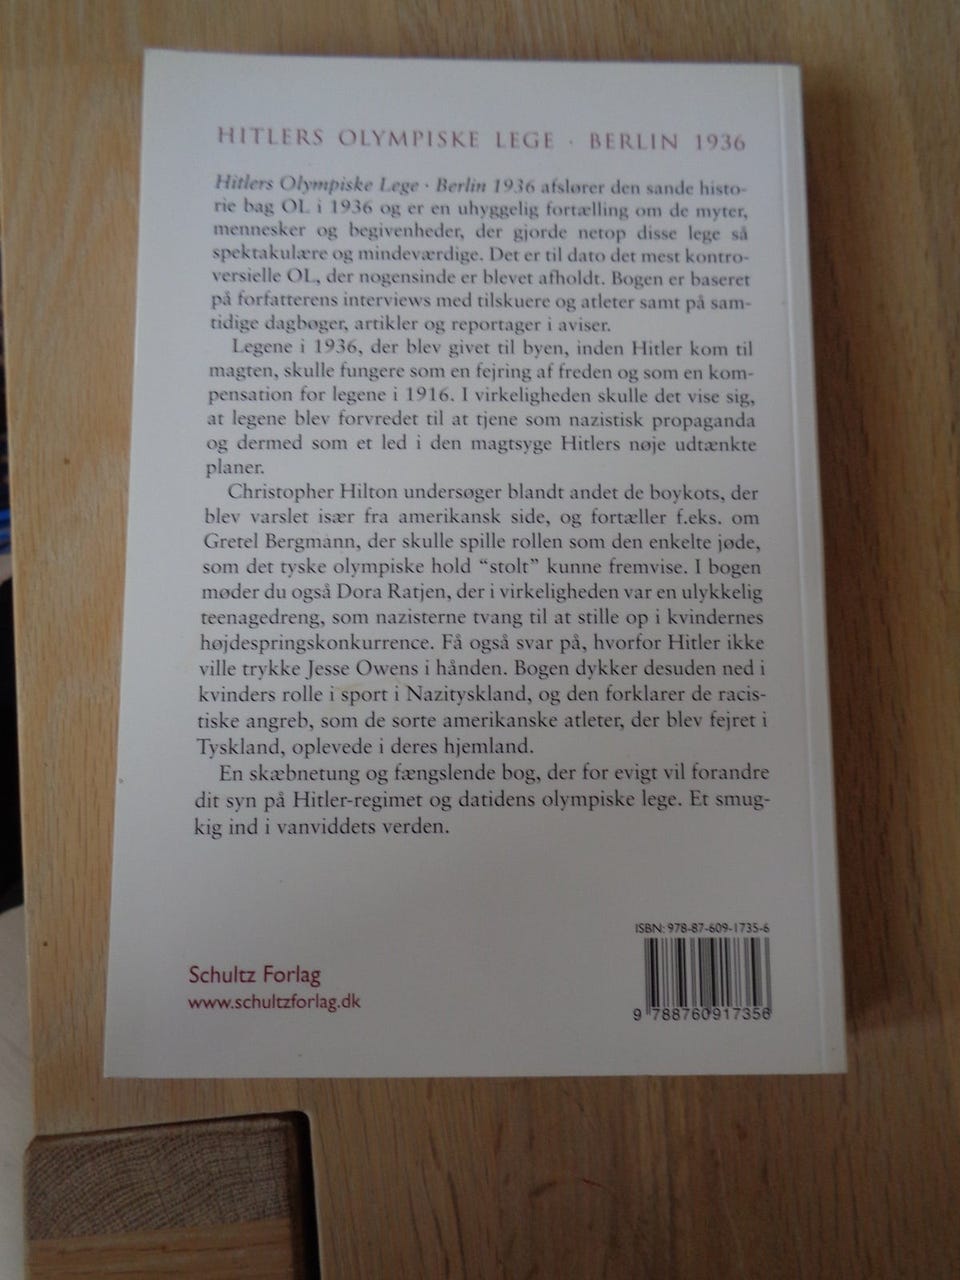 HITLERS OLYMPISKE LEGE · BERLIN 1936
Hitlers Olympiske Lege · Berlin 1936 afslører den sande histo-
rie bag OL i 1936 og er en uhyggelig fortælling om de myter,
mennesker og begivenheder, der gjorde netop disse lege så
spektakulære og mindeværdige. Det er til dato det mest kontro-
versielle OL, der nogensinde er blevet afholdt. Bogen er baseret
på forfatterens interviews med tilskuere og atleter samt på sam-
tidige dagbøger, artikler og reportager i aviser.
Legene i 1936, der blev givet til byen, inden Hitler kom til
magten, skulle fungere som en fejring af freden og som en kom-
pensation for legene i 1916. I virkeligheden skulle det vise sig,
at legene blev forvredet til at tjene som nazistisk propaganda
og dermed som et led i den magtsyge Hitlers nøje udtænkte
planer.
Christopher Hilton undersøger blandt andet de boykots, der
blev varslet især fra amerikansk side, og fortæller f.eks. om
Gretel Bergmann, der skulle spille rollen som den enkelte jøde,
som det tyske olympiske hold “stolt” kunne fremvise. I bogen
møder du også Dora Ratjen, der i virkeligheden var en ulykkelig
teenagedreng, som nazisterne tvang til at stille op i kvindernes
højdespringskonkurrence. Få også svar på, hvorfor Hitler ikke
ville trykke Jesse Owens i hånden. Bogen dykker desuden ned i
kvinders rolle i sport i Nazityskland, og den forklarer de racis-
tiske angreb, som de sorte amerikanske atleter, der blev fejret i
Tyskland, oplevede i deres hjemland.
En skæbnetung og fængslende bog, der for evigt vil forandre
dit syn på Hitler-regimet og datidens olympiske lege. Et smug-
kig ind i vanviddets verden.
ISBN: 978-87-609-1735-6
Schultz Forlag
www.schultzforlag.dk
9 788760 917356